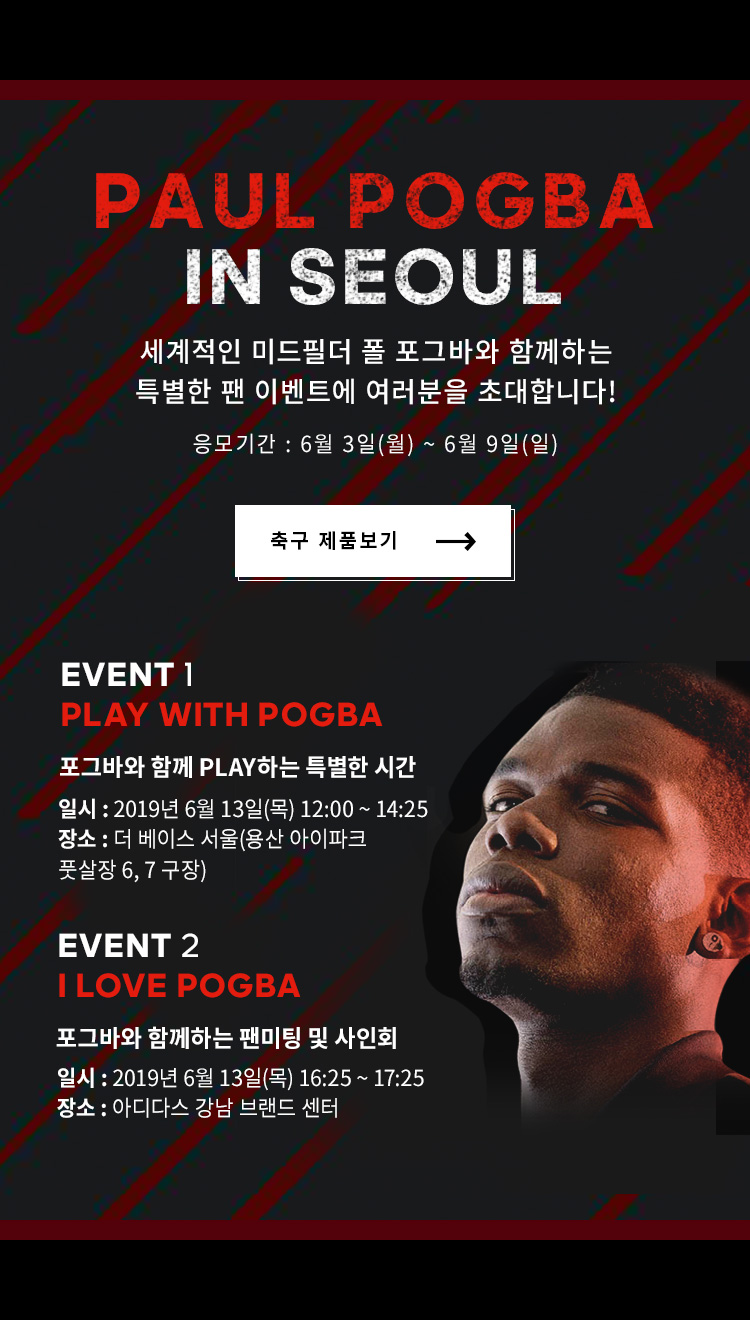 PAUL POGBA
IN SEOUL
세계적인 미드필더 폴 포그바와 함께하는
특별한 팬 이벤트에 여러분을 초대합니다!
응모기간 : 6월 3일(월) ~ 6월 9일(일)
축구 제품보기
EVENT 1
PLAY WITH POGBA
포그바와 함께 PLAY하는 특별한 시간
일시 : 2019년 6월 13일(목) 12:00 ~ 14:25
장소 : 더 베이스 서울(용산 아이파크
풋살장 6, 7 구장)
EVENT 2
I LOVE POGBA
포그바와 함께하는 팬미팅 및 사인회
일시 : 2019년 6월 13일(목) 16:25 ~ 17:25
장소 : 아디다스 강남 브랜드 센터